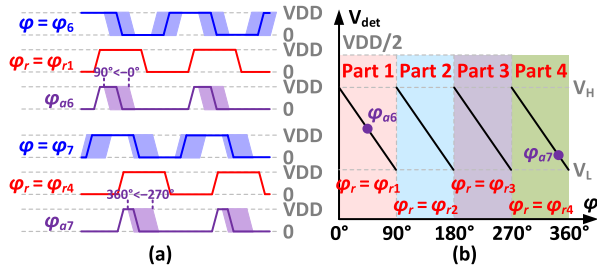 φ = φ6
VDD
0
φr = φr1
VDD
0
90°<−0°
φa6
VDD
0
φ = φ7
VDD
0
φr = φr4
VDD
0
360°<−270°
φa7
VDD
0
(a)
Vdet
VDD/2
Part 1 Part 2 Part 3 Part 4
VH
φa6
φa7
VL
φr = φr1 φr = φr3
φr = φr2 φr = φr4
φ
0° 90° 180° 270° 360°
(b)